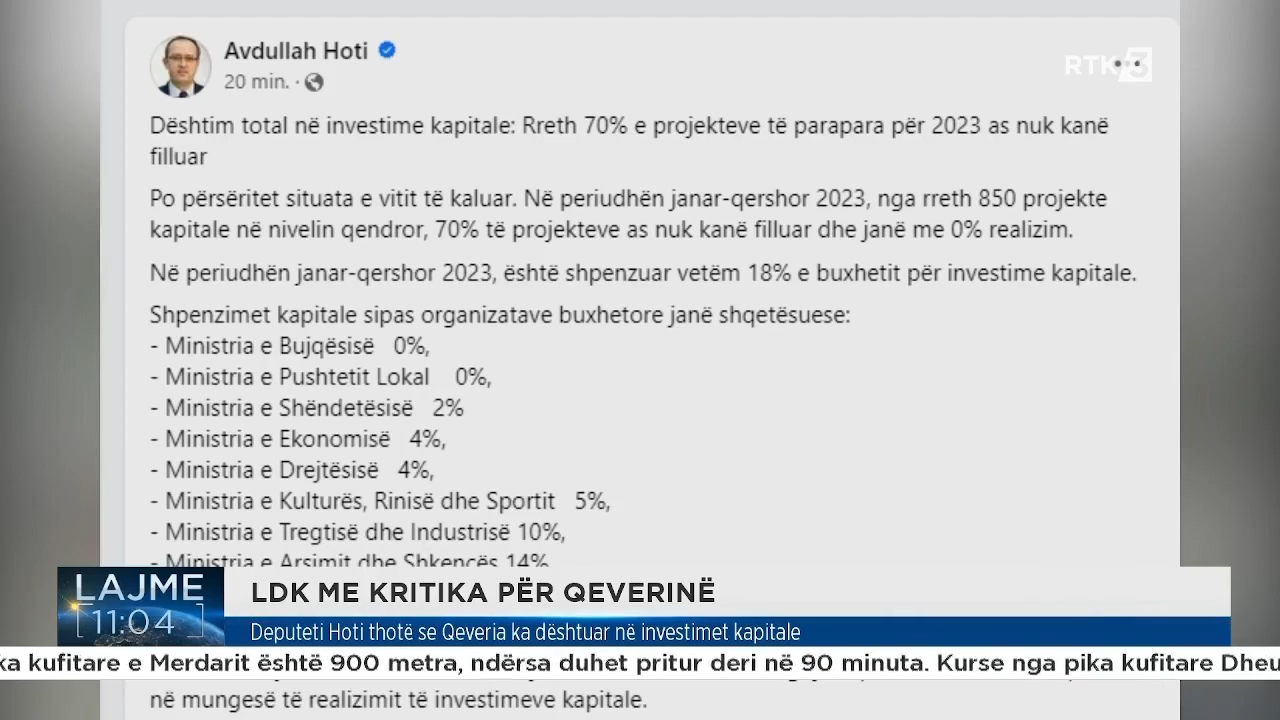 Avdullah Hoti
20 min.
RTK 3
Dështim total në investime kapitale: Rreth 70% e projekteve të parapara për 2023 as nuk kanë
filluar
Po përsëritet situata e vitit të kaluar. Në periudhën janar-qershor 2023, nga rreth 850 projekte
kapitale në nivelin qendror, 70% të projekteve as nuk kanë filluar dhe janë me 0% realizim.
Në periudhën janar-qershor 2023, është shpenzuar vetëm 18% e buxhetit për investime kapitale.
Shpenzimet kapitale sipas organizatave buxhetore janë shqetësuese:
- Ministria e Bujqësisë 0%,
- Ministria e Pushtetit Lokal 0%,
- Ministria e Shëndetësisë 2%
- Ministria e Ekonomisë 4%,
- Ministria e Drejtësisë 4%,
- Ministria e Kulturës, Rinisë dhe Sportit 5%,
- Ministria e Tregtisë dhe Industrisë 10%,
- Ministria e Arsimit dhe Shkencës 14%
LAJME
11:04
LDK ME KRITIKA PËR QEVERINË
Deputeti Hoti thotë se Qeveria ka dështuar në investimet kapitale
ka kufitare e Merdarit është 900 metra, ndërsa duhet pritur deri në 90 minuta. Kurse nga pika kufitare Dheu
në mungesë të realizimit të investimeve kapitale.